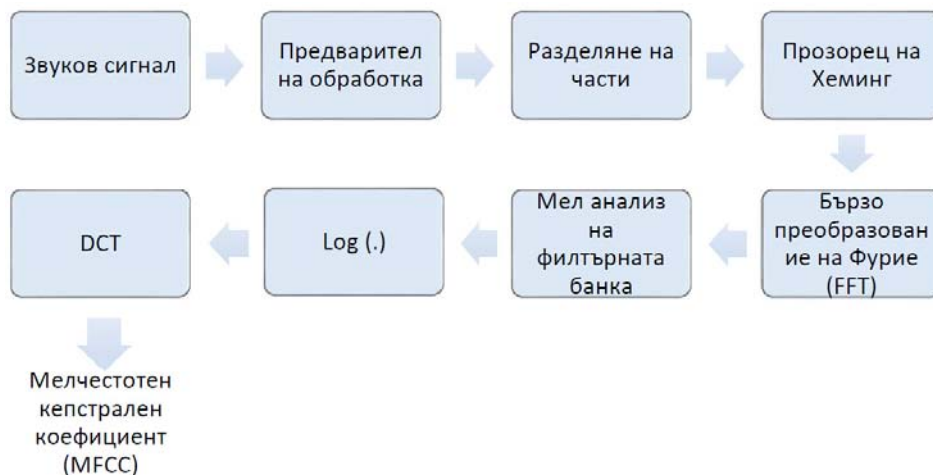 Звуков сигнал
Предварител
на обработка
Разделяне на
части
Прозорец на
Хеминг
Бързо
преобразован
ие на Фурие
(FFT)
Мел анализ
на
филтърната
банка
Log (.)
DCT
Мелчестотен
кепстрален
коефициент
(MFCC)